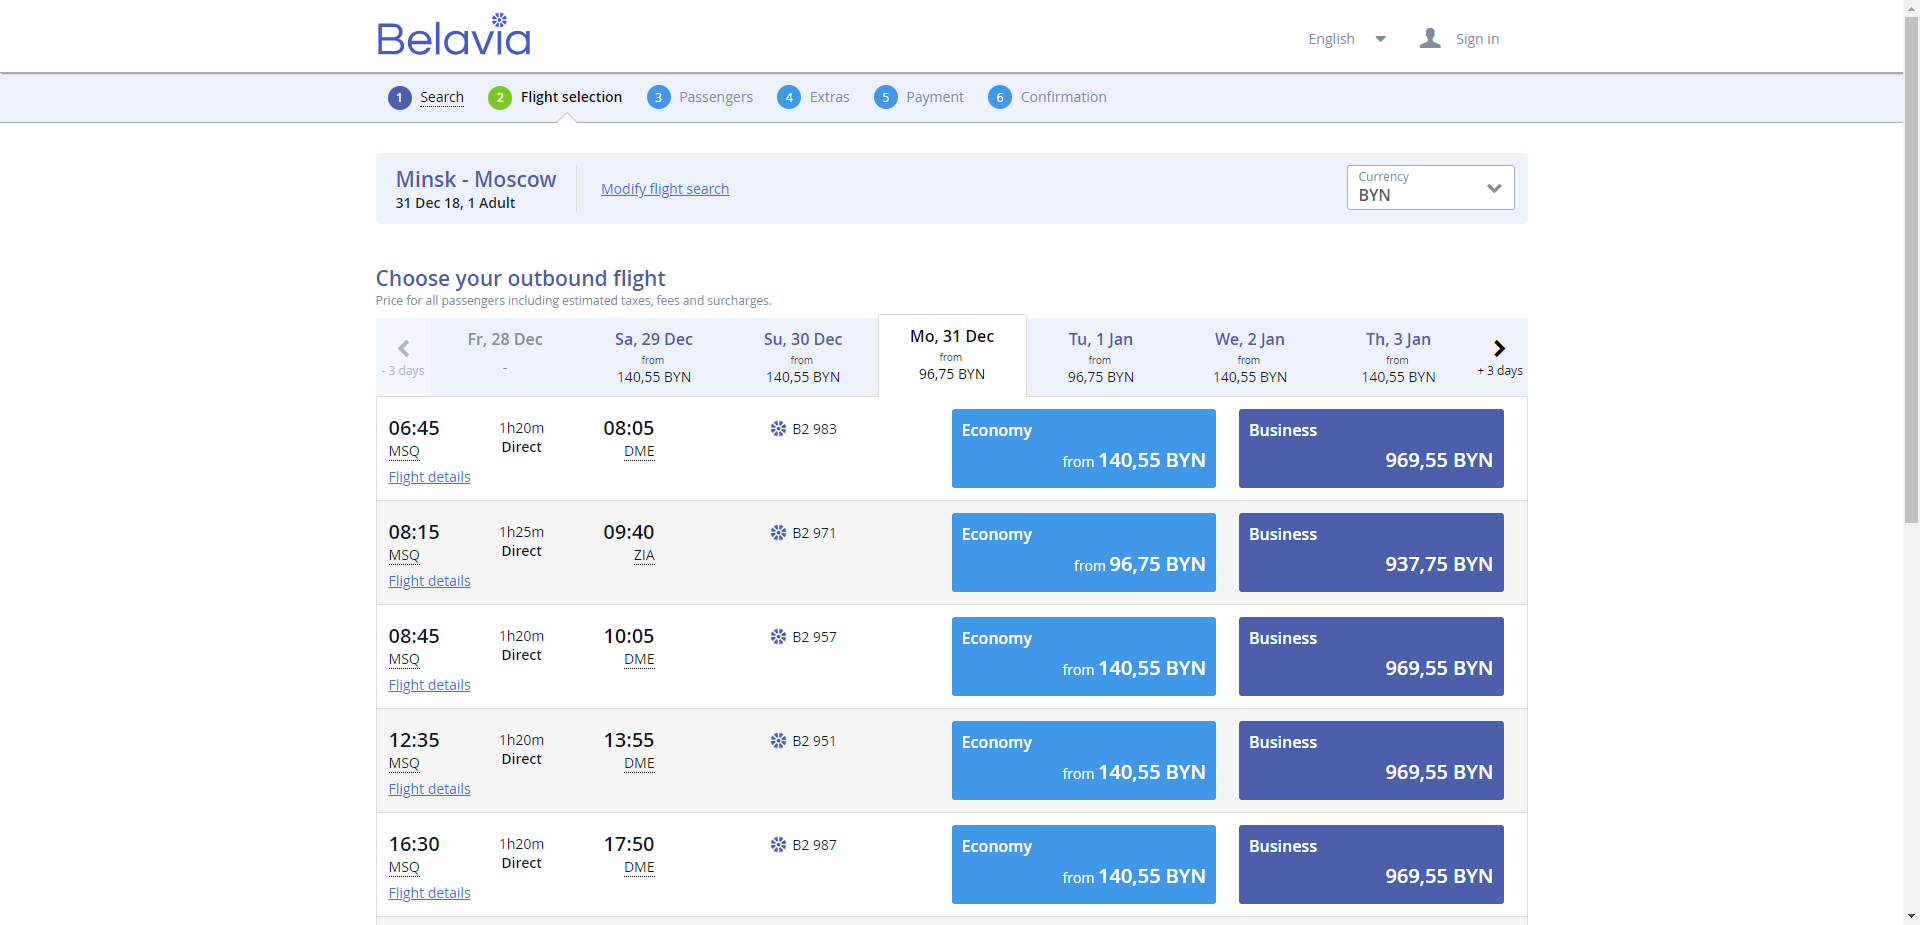 Belavia
English
Sign in
1 Search
2 Flight selection
3 Passengers
4 Extras
5 Payment
6 Confirmation
Minsk - Moscow
31 Dec 18, 1 Adult
Modify flight search
Currency
BYN
Choose your outbound flight
Price for all passengers including estimated taxes, fees and surcharges.
- 3 days
Fr, 28 Dec
-
Sa, 29 Dec
from
140,55 BYN
Su, 30 Dec
from
140,55 BYN
Mo, 31 Dec
from
96,75 BYN
Tu, 1 Jan
from
96,75 BYN
We, 2 Jan
from
140,55 BYN
Th, 3 Jan
from
140,55 BYN
+ 3 days
06:45
MSQ
Flight details
1h20m
Direct
08:05
DME
B2 983
Economy
from 140,55 BYN
Business
969,55 BYN
08:15
MSQ
Flight details
1h25m
Direct
09:40
ZIA
B2 971
Economy
from 96,75 BYN
Business
937,75 BYN
08:45
MSQ
Flight details
1h20m
Direct
10:05
DME
B2 957
Economy
from 140,55 BYN
Business
969,55 BYN
12:35
MSQ
Flight details
1h20m
Direct
13:55
DME
B2 951
Economy
from 140,55 BYN
Business
969,55 BYN
16:30
MSQ
Flight details
1h20m
Direct
17:50
DME
B2 987
Economy
from 140,55 BYN
Business
969,55 BYN